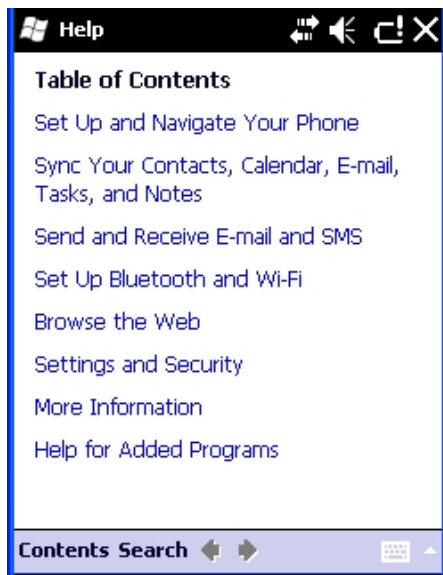 Help
Table of Contents
Set Up and Navigate Your Phone
Sync Your Contacts, Calendar, E-mail,
Tasks, and Notes
Send and Receive E-mail and SMS
Set Up Bluetooth and Wi-Fi
Browse the Web
Settings and Security
More Information
Help for Added Programs
Contents Search